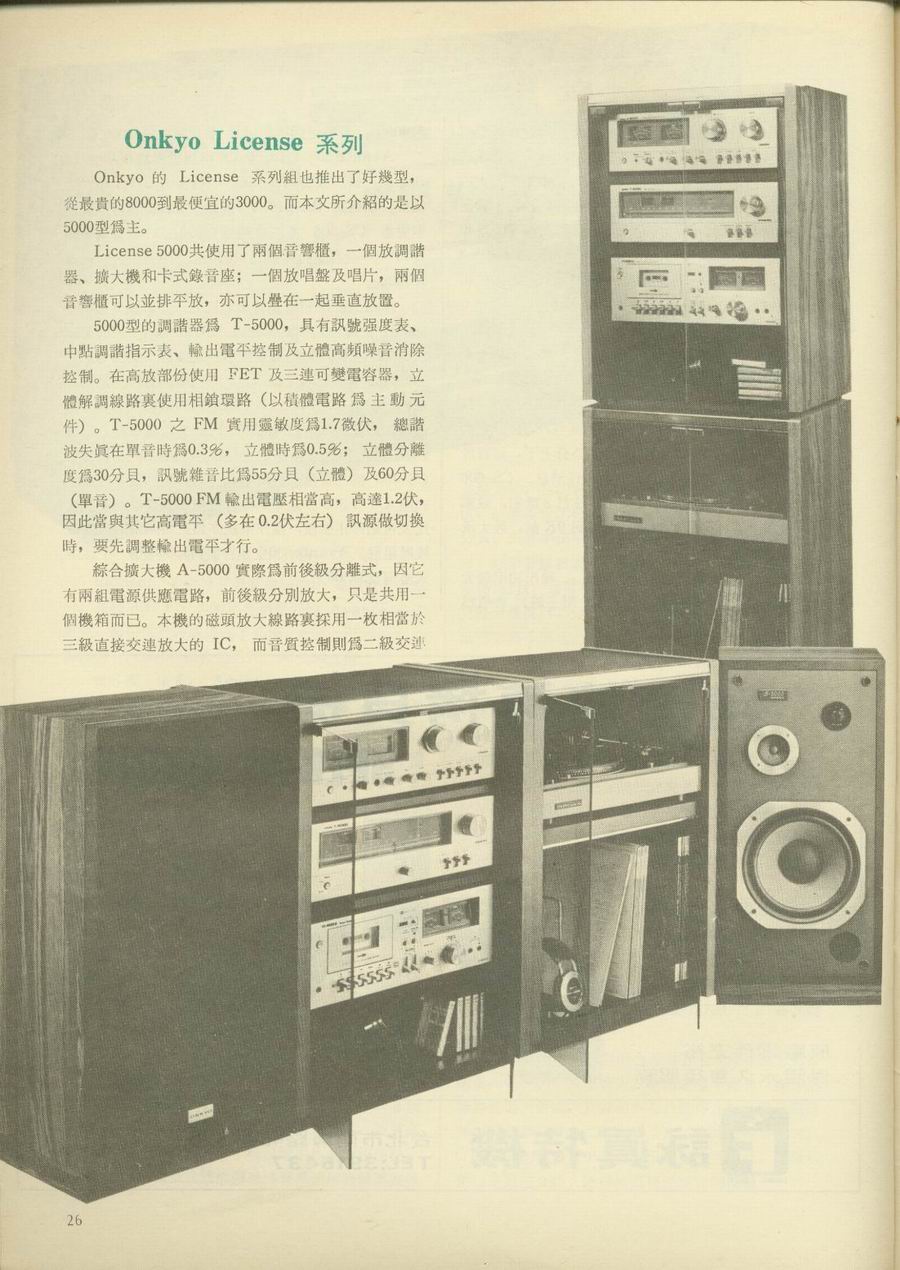 Onkyo License 系列
Onkyo 的 License 系列組也推出了好幾型，
從最貴的8000到最便宜的3000。而本文所介紹的是以
5000型爲主。
License 5000共使用了兩個音響櫃，一個放調諧
器、擴大機和卡式錄音座；一個放唱盤及唱片，兩個
音響櫃可以並排平放，亦可以疊在一起垂直放置。
5000型的調諧器爲 T-5000，具有訊號强度表、
中點調諧指示表、輸出電平控制及立體高頻噪音消除
控制。在高放部份使用 FET 及三連可變電容器，立
體解調線路裏使用相鎖環路（以積體電路爲主動元
件）。T-5000 之 FM 實用靈敏度爲1.7微伏， 總諧
波失眞在單音時爲0.3%， 立體時爲0.5%； 立體分離
度爲30分貝，訊號雜音比爲55分貝（立體）及60分貝
（單音）。T-5000 FM 輸出電壓相當高，高達1.2伏，
因此當與其它高電平 （多在 0.2伏左右） 訊源做切換
時，要先調整輸出電平才行。
綜合擴大機 A-5000 實際爲前後級分離式，因它
有兩組電源供應電路，前後級分別放大，只是共用一
個機箱而已。本機的磁頭放大線路裏採用一枚相當於
三級直接交連放大的 IC， 而音質控制則爲二級交連
ONKYO
26